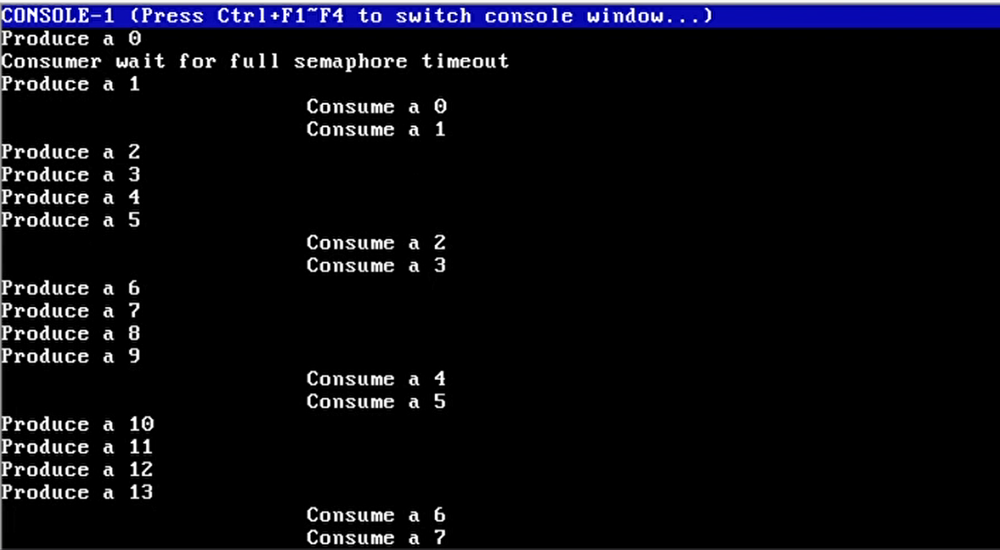 CONSOLE-1 (Press Ctrl+F1~F4 to switch console window...)
Produce a 0
Consumer wait for full semaphore timeout
Produce a 1
Consume a 0
Consume a 1
Produce a 2
Produce a 3
Produce a 4
Produce a 5
Consume a 2
Consume a 3
Produce a 6
Produce a 7
Produce a 8
Produce a 9
Consume a 4
Consume a 5
Produce a 10
Produce a 11
Produce a 12
Produce a 13
Consume a 6
Consume a 7